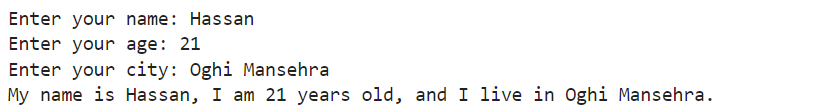 Enter your name: Hassan
Enter your age: 21
Enter your city: Oghi Mansehra
My name is Hassan, I am 21 years old, and I live in Oghi Mansehra.